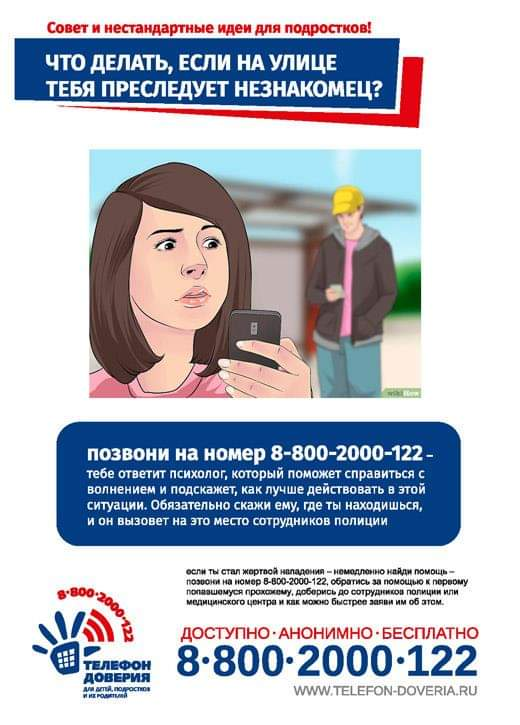 Совет и нестандартные идеи для подростков!
ЧТО ДЕЛАТЬ, ЕСЛИ НА УЛИЦЕ
ТЕБЯ ПРЕСЛЕДУЕТ НЕЗНАКОМЕЦ?
wikiHow
позвони на номер 8-800-2000-122 –
тебе ответит психолог, который поможет справиться с
волнением и подскажет, как лучше действовать в этой
ситуации. Обязательно скажи ему, где ты находишься,
и он вызовет на это место сотрудников полиции
если ты стал жертвой нападения – немедленно найди помощь –
позвони на номер 8-800-2000-122, обратись за помощью к первому
попавшемуся прохожему, доберись до сотрудников полиции или
медицинского центра и как можно быстрее заяви им об этом.
8·800·2000·122
ТЕЛЕФОН
ДОВЕРИЯ
ДЛЯ ДЕТЕЙ, ПОДРОСТКОВ
И ИХ РОДИТЕЛЕЙ
ДОСТУПНО · АНОНИМНО · БЕСПЛАТНО
8·800·2000·122
WWW.TELEFON-DOVERIA.RU